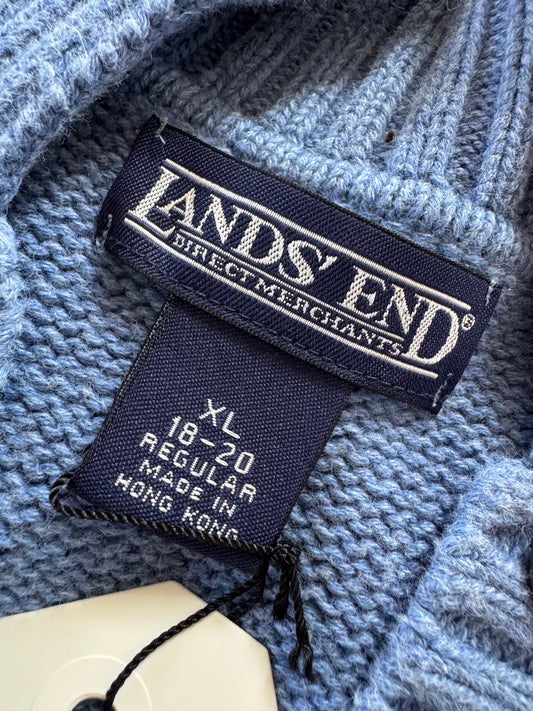 LANDS' END®
DIRECT MERCHANTS
XL
18-20
REGULAR
MADE IN
HONG KONG